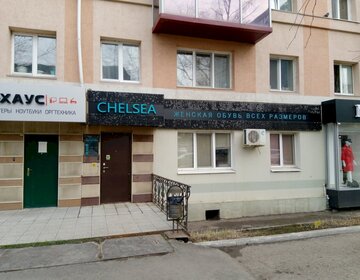 ХАУС
ТЕРЫ НОУТБУКИ ОРГТЕХНИКА
CHELSEA
ЖЕНСКАЯ ОБУВЬ ВСЕХ РАЗМЕРОВ